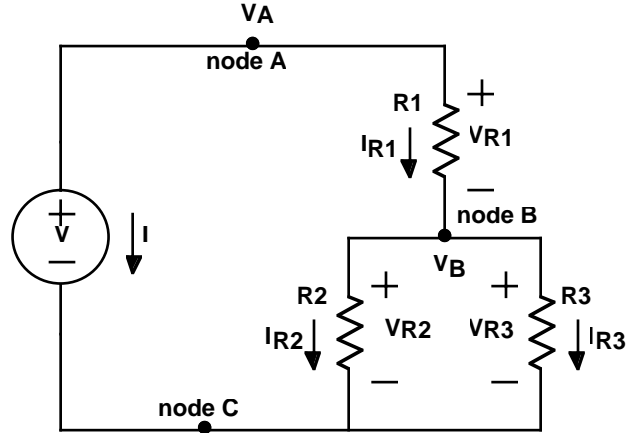 VA
node A
R1
+
IR1
VR1
−
node B
+
V
−
I
VB
R2
+
+
R3
IR2
VR2
VR3
IR3
−
−
node C